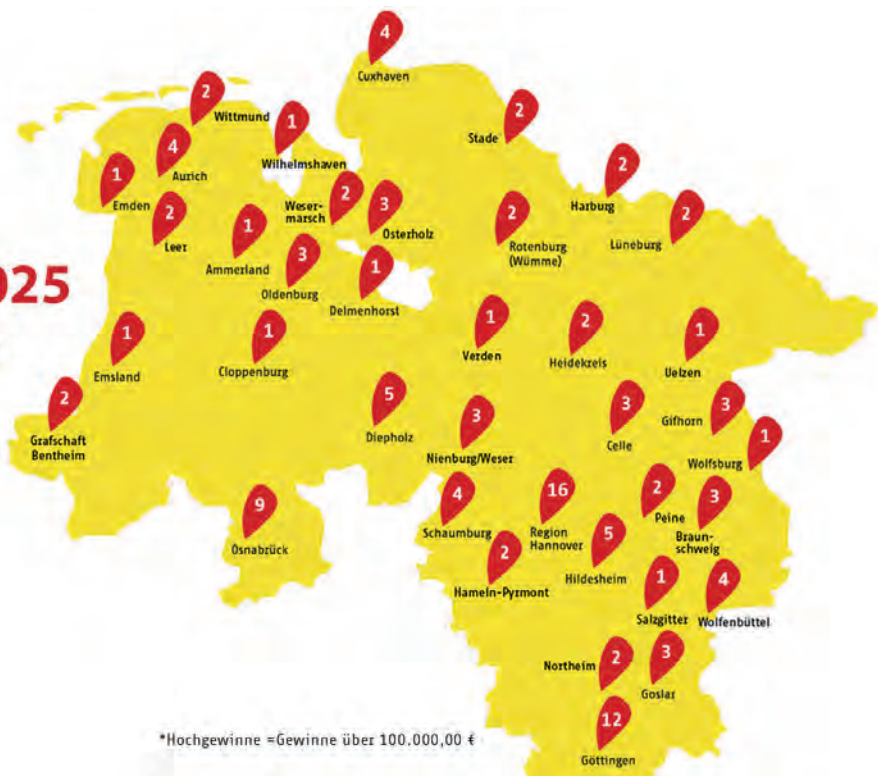 4
Cuxhaven
2
Wittmund
1
Wilhelmshaven
2
Stade
4
Aurich
1
Emden
2
Leer
2
Weser-
marsch
3
Osterholz
2
Rotenburg
(Wümme)
2
Harburg
2
Lüneburg
1
Ammerland
3
Oldenburg
1
Delmenhorst
025
1
Emsland
1
Cloppenburg
1
Verden
2
Heidekreis
1
Uelzen
2
Grafschaft
Bentheim
5
Diepholz
3
Nienburg/Weser
3
Celle
3
Gifhorn
1
Wolfsburg
9
Osnabrück
4
Schaumburg
16
Region
Hannover
2
Peine
3
Braun-
schweig
2
Hameln-Pyrmont
5
Hildesheim
1
Salzgitter
4
Wolfenbüttel
2
Northeim
3
Goslar
12
Göttingen
*Hochgewinne =Gewinne über 100.000,00 €